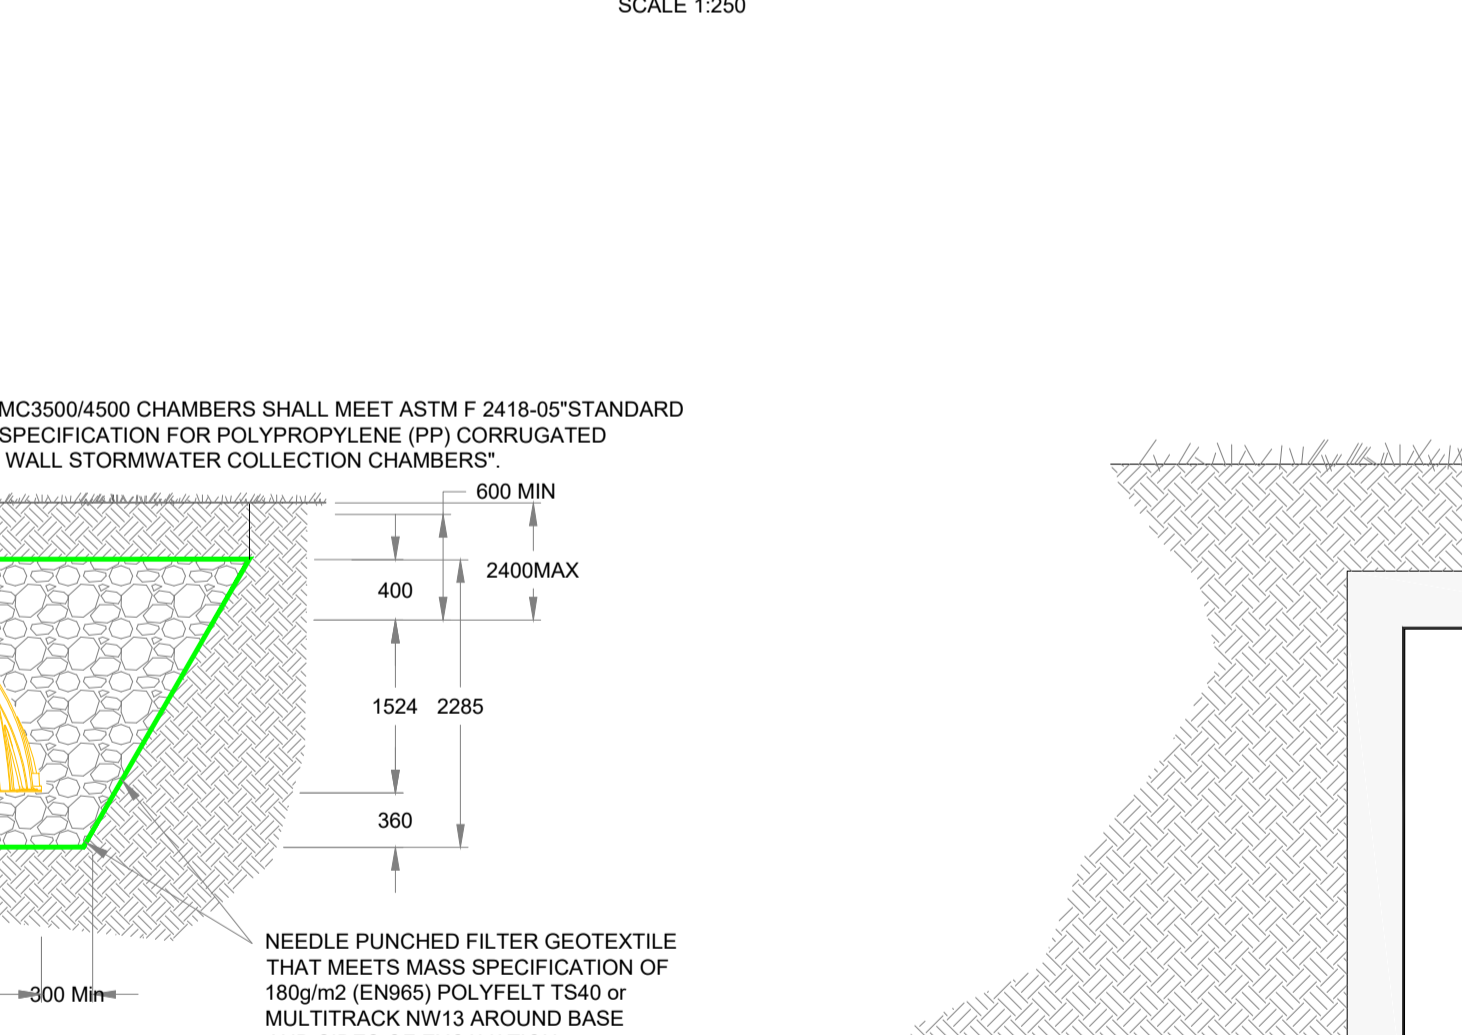 SCALE 1:250
MC3500/4500 CHAMBERS SHALL MEET ASTM F 2418-05"STANDARD
SPECIFICATION FOR POLYPROPYLENE (PP) CORRUGATED
WALL STORMWATER COLLECTION CHAMBERS".
600 MIN
2400MAX
400
1524
2285
360
NEEDLE PUNCHED FILTER GEOTEXTILE
THAT MEETS MASS SPECIFICATION OF
180g/m2 (EN965) POLYFELT TS40 or
MULTITRACK NW13 AROUND BASE
300 Min